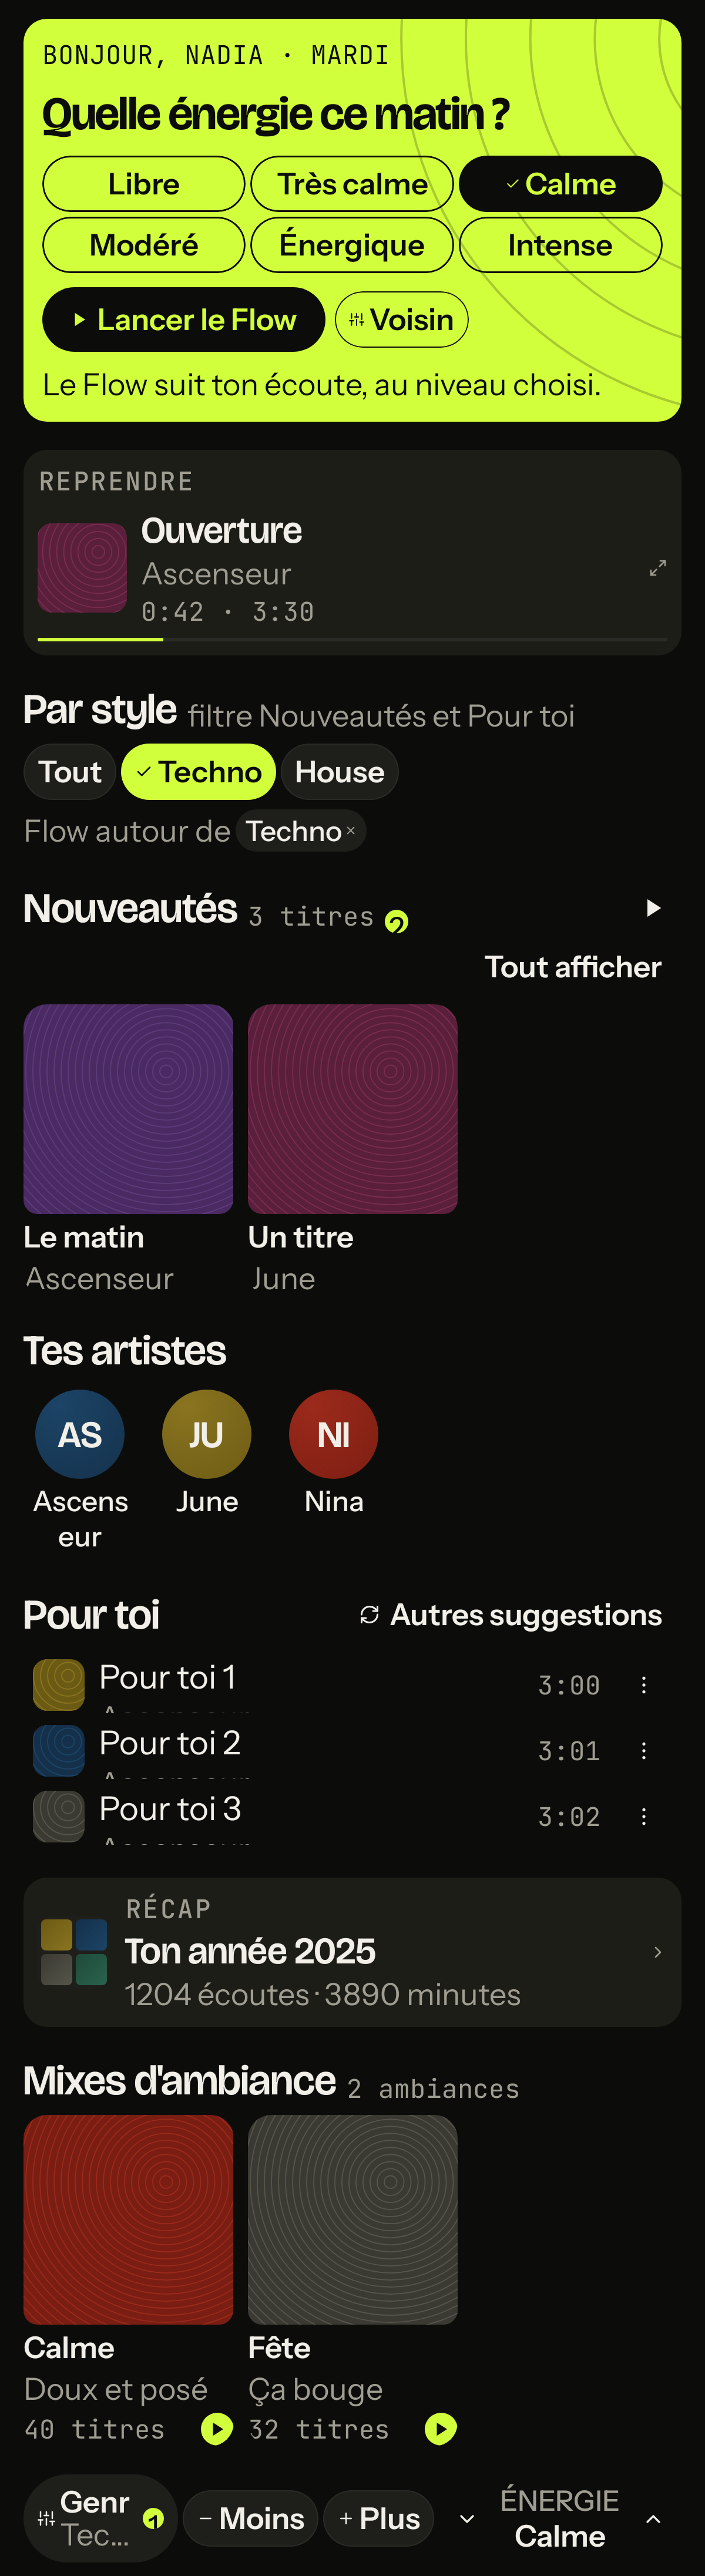 BONJOUR, NADIA · MARDI
Quelle énergie ce matin ?
Libre
Très calme
Calme
Modéré
Énergique
Intense
Lancer le Flow
Voisin
Le Flow suit ton écoute, au niveau choisi.
REPRENDRE
Ouverture
Ascenseur
0:42 · 3:30
Par style filtre Nouveautés et Pour toi
Tout
Techno
House
Flow autour de Techno ×
Nouveautés 3 titres 2
Tout afficher
Le matin
Ascenseur
Un titre
June
Tes artistes
AS
JU
NI
Ascens
eur
June
Nina
Pour toi
Autres suggestions
Pour toi 1
3:00
Pour toi 2
3:01
Pour toi 3
3:02
RÉCAP
Ton année 2025
1204 écoutes · 3890 minutes
Mixes d'ambiance 2 ambiances
Calme
Doux et posé
40 titres
Fête
Ça bouge
32 titres
Genr
Tec...
1
− Moins
+ Plus
ÉNERGIE
Calme